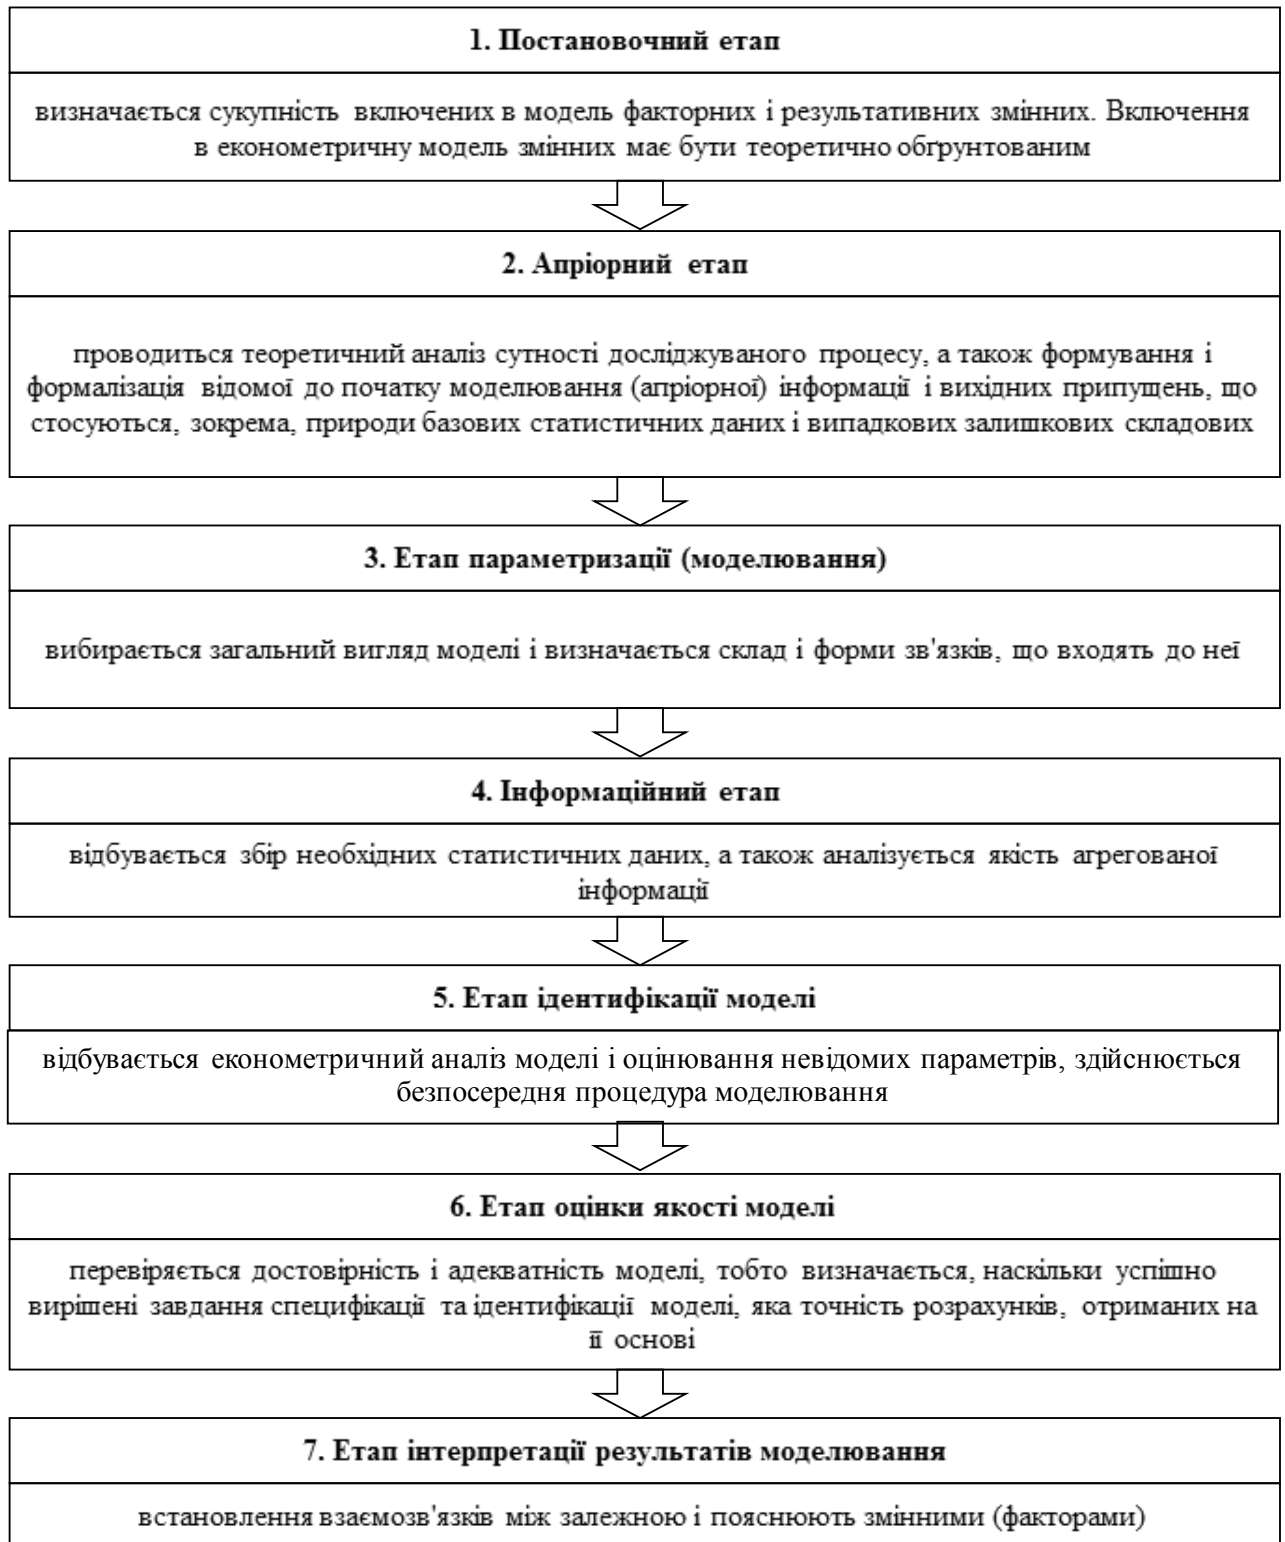 1. Постановочний етап
визначається сукупність включених в модель факторних і результативних змінних. Включення
в економетричну модель змінних має бути теоретично обґрунтованим
2. Апріорний етап
проводиться теоретичний аналіз сутності досліджуваного процесу, а також формування і
формалізація відомої до початку моделювання (апріорної) інформації і вихідних припущень, що
стосуються, зокрема, природи базових статистичних даних і випадкових залишкових складових
3. Етап параметризації (моделювання)
вибирається загальний вигляд моделі і визначається склад і форми зв'язків, що входять до неї
4. Інформаційний етап
відбувається збір необхідних статистичних даних, а також аналізується якість агрегованої
інформації
5. Етап ідентифікації моделі
відбувається економетричний аналіз моделі і оцінювання невідомих параметрів, здійснюється
безпосередня процедура моделювання
6. Етап оцінки якості моделі
перевіряється достовірність і адекватність моделі, тобто визначається, наскільки успішно
вирішені завдання специфікації та ідентифікації моделі, яка точність розрахунків, отриманих на
її основі
7. Етап інтерпретації результатів моделювання
встановлення взаємозв'язків між залежною і пояснюють змінними (факторами)